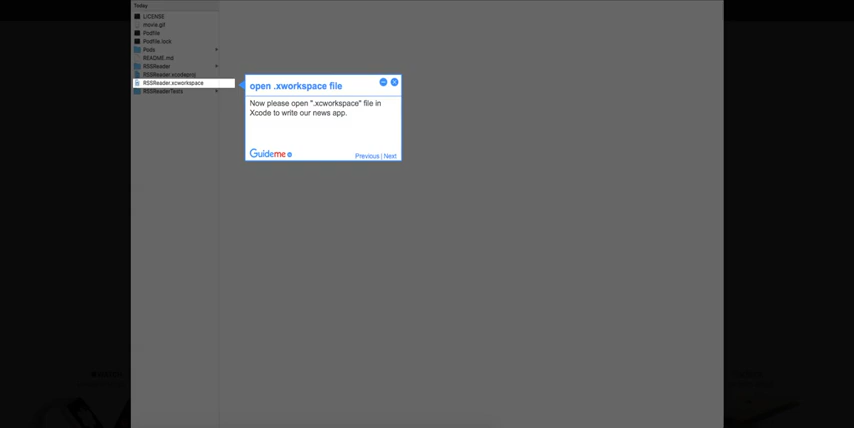 Today
LICENSE
movie.gif
Podfile
Podfile.lock
Pods
README.md
RSSReader
RSSReader.xcodeproj
RSSReader.xcworkspace
RSSReaderTests
open .xworkspace file
Now please open ".xcworkspace" file in
Xcode to write our news app.
Guideme
Previous | Next